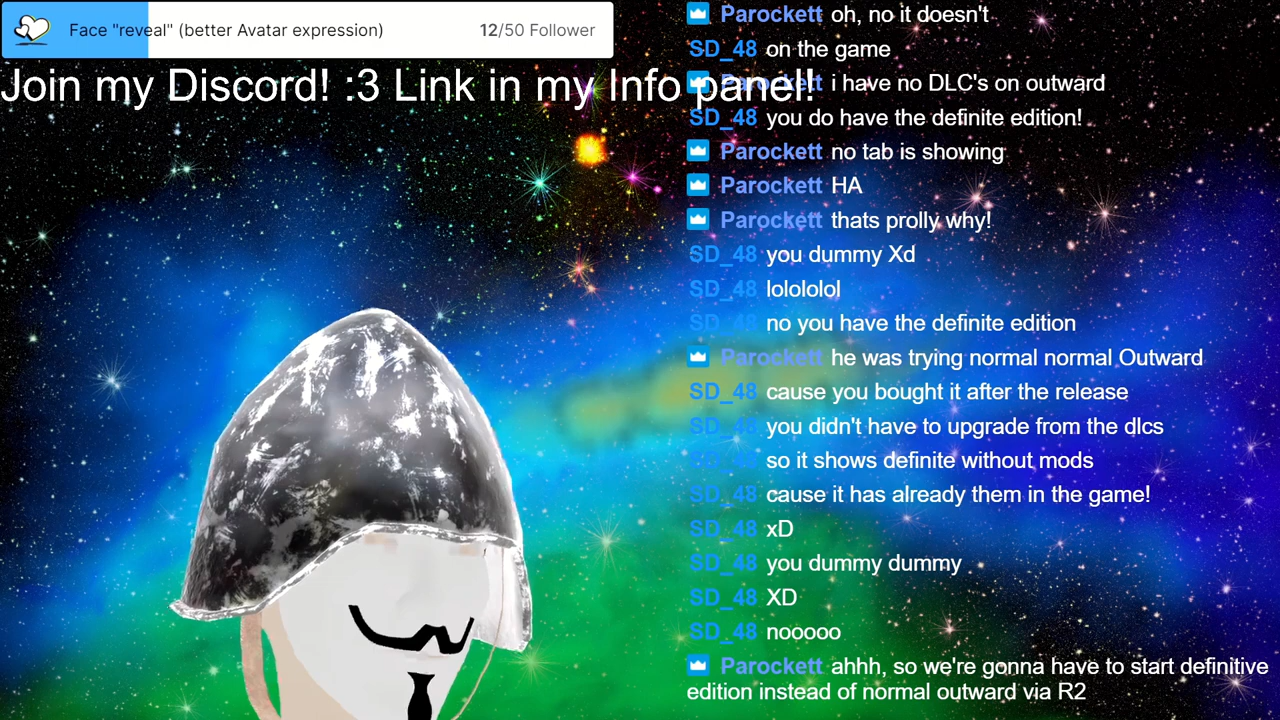 Face "reveal" (better Avatar expression) 12/50 Follower
Join my Discord! :3 Link in my Info panel!
Parockett oh, no it doesn't
SD_48 on the game
Parockett i have no DLC's on outward
SD_48 you do have the definite edition!
Parockett no tab is showing
Parockett HA
Parockett thats prolly why!
SD_48 you dummy Xd
SD_48 lolololol
SD_48 no you have the definite edition
Parockett he was trying normal normal Outward
SD_48 cause you bought it after the release
SD_48 you didn't have to upgrade from the dlcs
SD_48 so it shows definite without mods
SD_48 cause it has already them in the game!
SD_48 xD
SD_48 you dummy dummy
SD_48 XD
SD_48 nooooo
Parockett ahhh, so we're gonna have to start definitive
edition instead of normal outward via R2